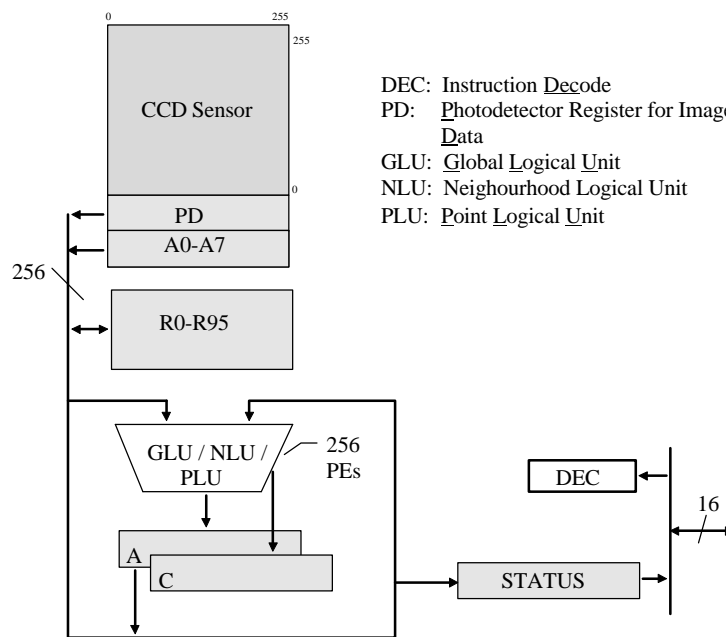 0 255
255
CCD Sensor
0
PD
A0-A7
256
R0-R95
GLU / NLU /
PLU
256
PEs
A
C
DEC: Instruction Decode
PD: Photodetector Register for Image
Data
GLU: Global Logical Unit
NLU: Neighourhood Logical Unit
PLU: Point Logical Unit
DEC
16
STATUS